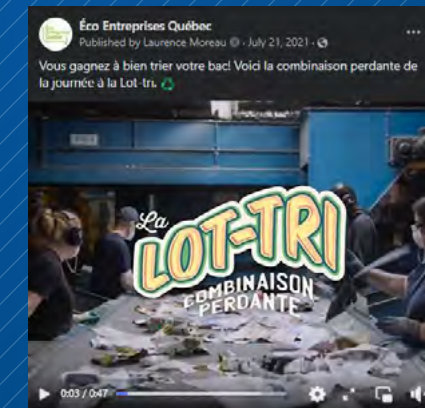 Éco Entreprises Québec
Published by Laurence Moreau · July 21, 2021 ·
Vous gagnez à bien trier votre bac! Voici la combinaison perdante de
la journée à la Lot-tri.
La
LOT-TRI
COMBINAISON
PERDANTE
0:03 / 0:47